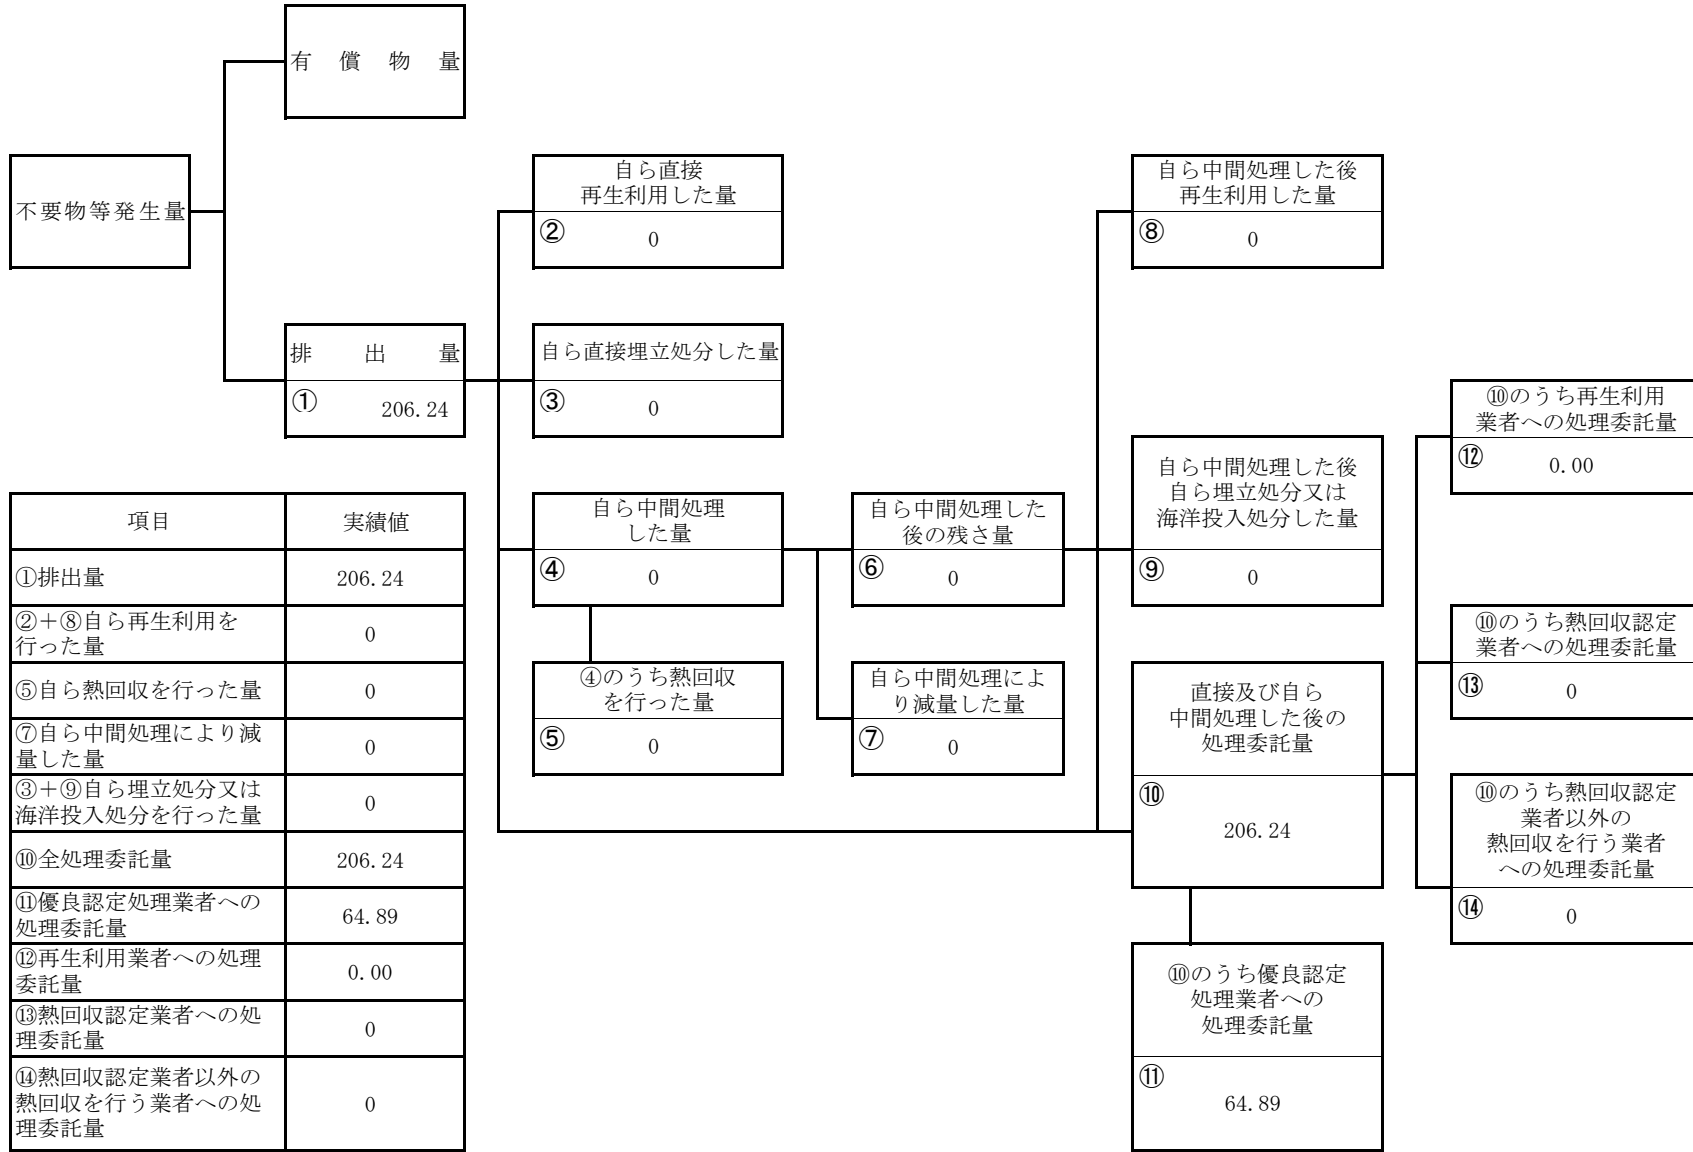 有償物量
不要物等発生量
排出量
①
206.24
自ら直接
再生利用した量
②
0
自ら直接埋立処分した量
③
0
自ら中間処理
した量
④
0
④のうち熱回収
を行った量
⑤
0
自ら中間処理した
後の残さ量
⑥
0
自ら中間処理によ
り減量した量
⑦
0
自ら中間処理した後
再生利用した量
⑧
0
自ら中間処理した後
自ら埋立処分又は
海洋投入処分した量
⑨
0
直接及び自ら
中間処理した後の
処理委託量
⑩
206.24
⑩のうち優良認定
処理業者への
処理委託量
⑪
64.89
⑩のうち再生利用
業者への処理委託量
⑫
0.00
⑩のうち熱回収認定
業者への処理委託量
⑬
0
⑩のうち熱回収認定
業者以外の
熱回収を行う業者
への処理委託量
⑭
0
項目
実績値
①排出量
206.24
②＋⑧自ら再生利用を
行った量
0
⑤自ら熱回収を行った量
0
⑦自ら中間処理により減
量した量
0
③＋⑨自ら埋立処分又は
海洋投入処分を行った量
0
⑩全処理委託量
206.24
⑪優良認定処理業者への
処理委託量
64.89
⑫再生利用業者への処理
委託量
0.00
⑬熱回収認定業者への処
理委託量
0
⑭熱回収認定業者以外の
熱回収を行う業者への処
理委託量
0